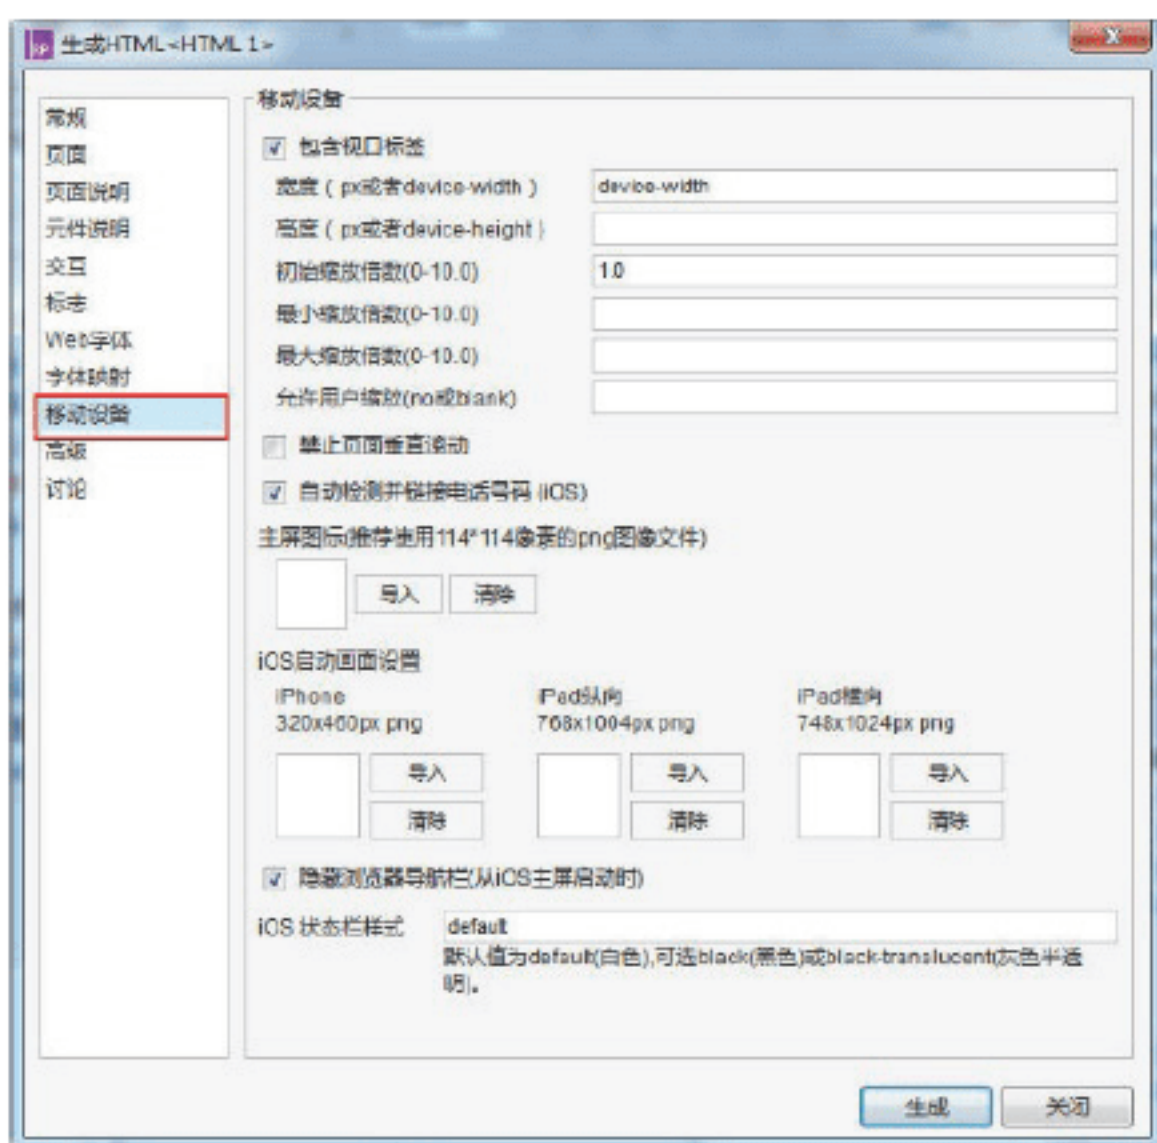 生成HTML<HTML 1>
常规
页面
页面说明
元件说明
交互
标志
Web字体
字体映射
移动设备
高级
讨论
移动设备
包含视口标签
宽度（px或者device-width） device-width
高度（px或者device-height）
初始缩放倍数(0-10.0) 1.0
最小缩放倍数(0-10.0)
最大缩放倍数(0-10.0)
允许用户缩放(no或blank)
禁止页面垂直滚动
自动检测并链接电话号码 (iOS)
主屏图标(推荐使用114*114像素的png图像文件)
导入 清除
iOS启动画面设置
iPhone iPad纵向 iPad横向
320x460px png 768x1004px png 748x1024px png
导入 导入 导入
清除 清除 清除
隐藏浏览器导航栏(从iOS主屏启动时)
iOS 状态栏样式 default
默认值为default(白色),可选black(黑色)或black-translucent(灰色半透
明)。
生成 关闭